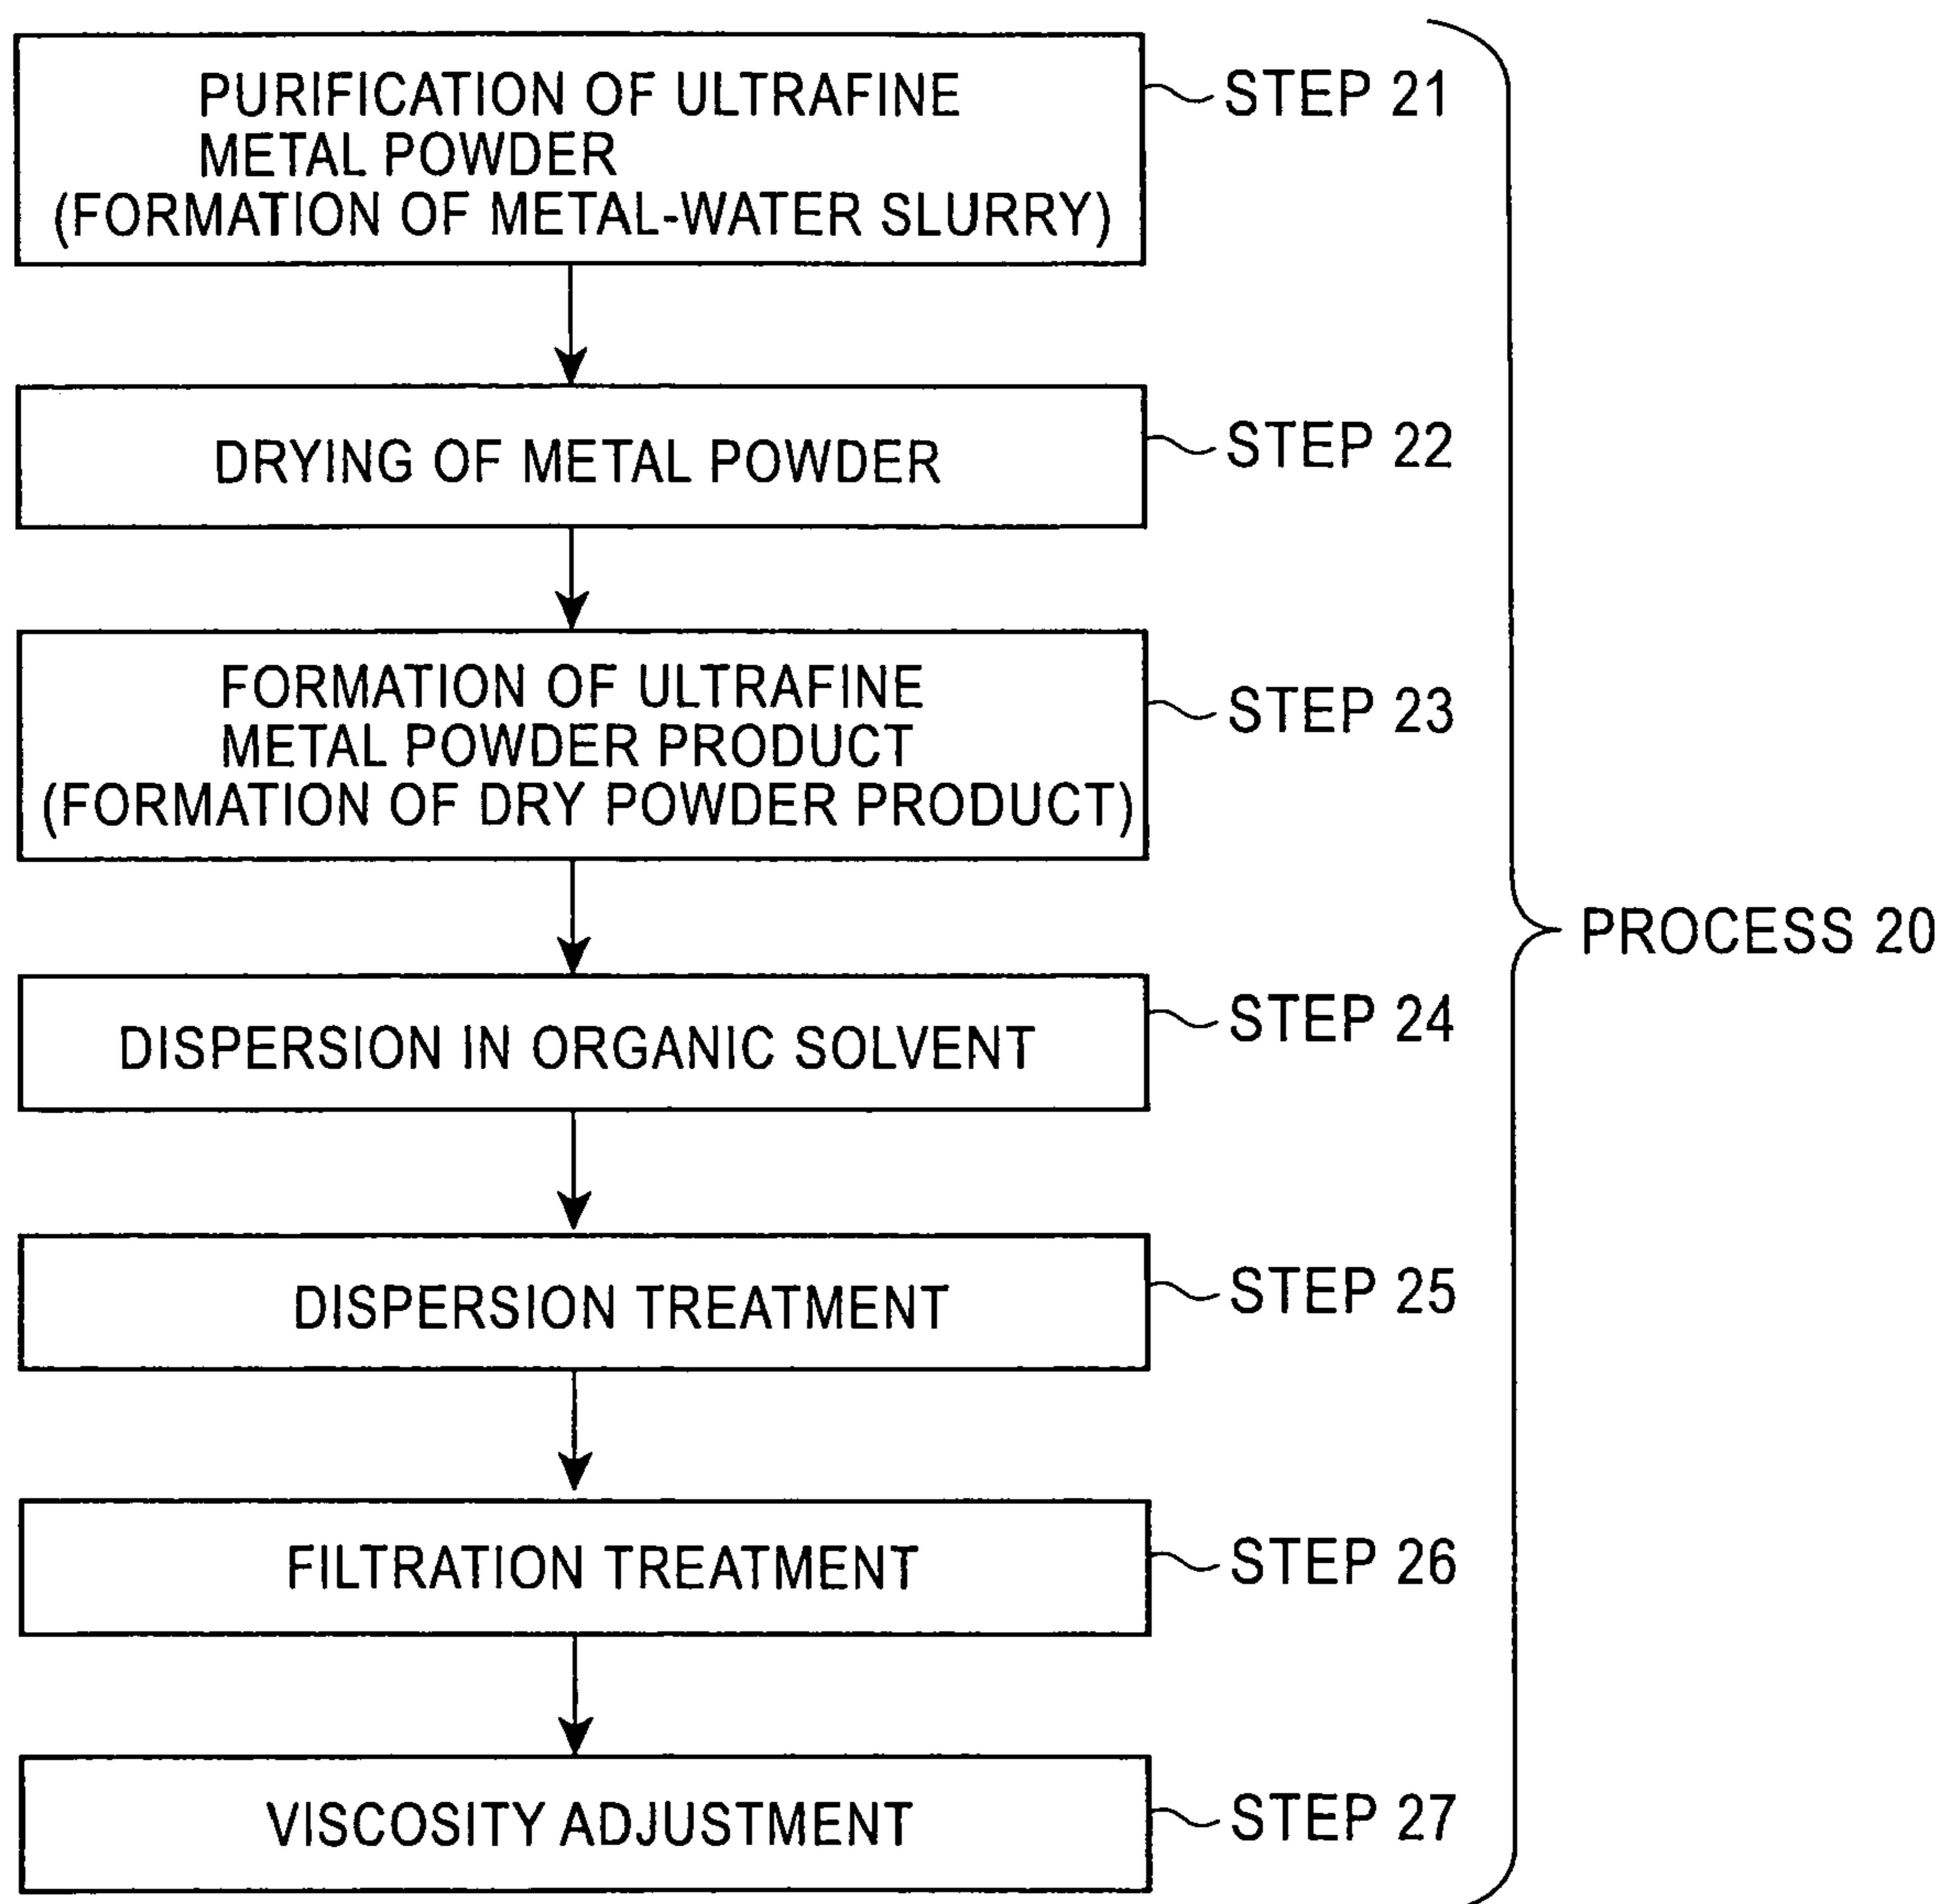 PURIFICATION OF ULTRAFINE
METAL POWDER
(FORMATION OF METAL-WATER SLURRY)
STEP 21
DRYING OF METAL POWDER
STEP 22
FORMATION OF ULTRAFINE
METAL POWDER PRODUCT
(FORMATION OF DRY POWDER PRODUCT)
STEP 23
DISPERSION IN ORGANIC SOLVENT
STEP 24
DISPERSION TREATMENT
STEP 25
FILTRATION TREATMENT
STEP 26
VISCOSITY ADJUSTMENT
STEP 27
PROCESS 20